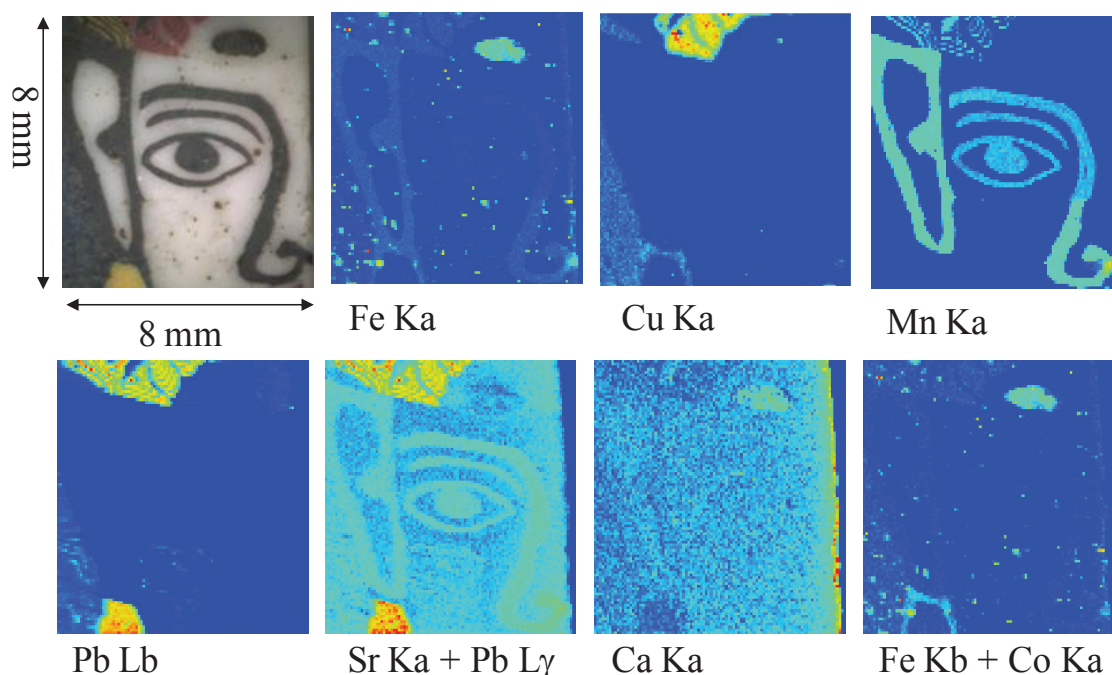 8 mm
8 mm
Fe Ka
Cu Ka
Mn Ka
Pb Lb
Sr Ka + Pb Lγ
Ca Ka
Fe Kb + Co Ka